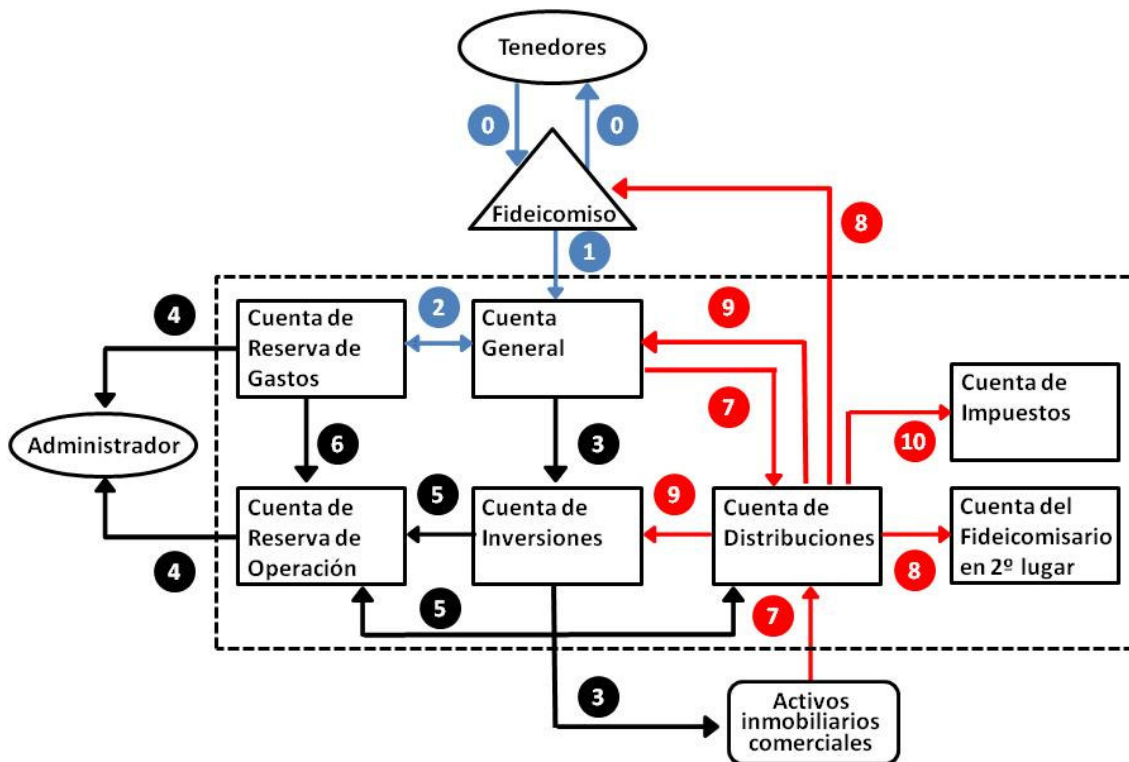 Tenedores
0
0
Fideicomiso
8
1
4
2
9
Cuenta de
Reserva de
Gastos
Cuenta
General
Cuenta de
Impuestos
7
10
Administrador
6
3
5
9
Cuenta de
Reserva de
Operación
Cuenta de
Inversiones
Cuenta de
Distribuciones
Cuenta del
Fideicomisario
en 2º lugar
4
5
7
8
3
Activos
inmobiliarios
comerciales